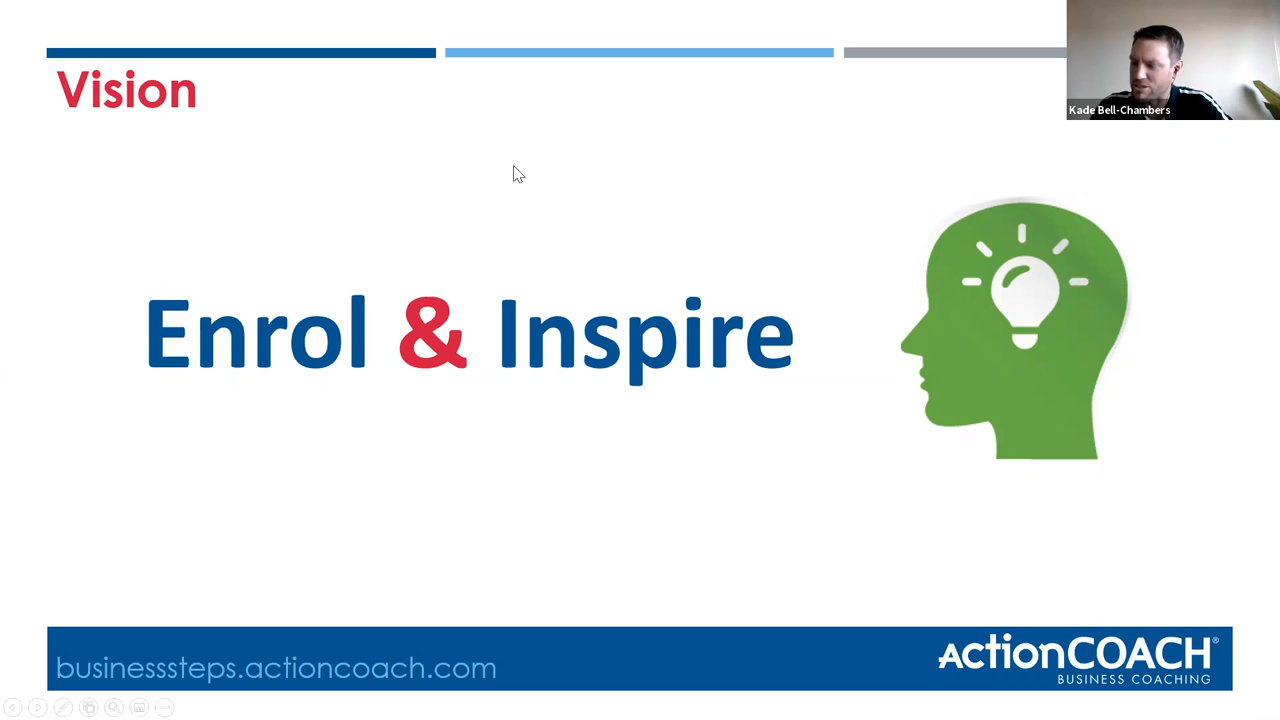 Vision
Kade Bell-Chambers
Enrol & Inspire
businesssteps.actioncoach.com
actionCOACH®
BUSINESS COACHING